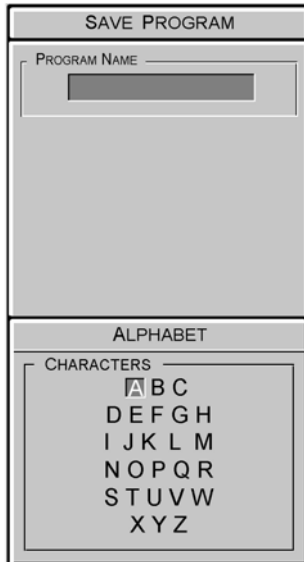 SAVE PROGRAM
PROGRAM NAME
ALPHABET
CHARACTERS
A B C
D E F G H
I J K L M
N O P Q R
S T U V W
X Y Z